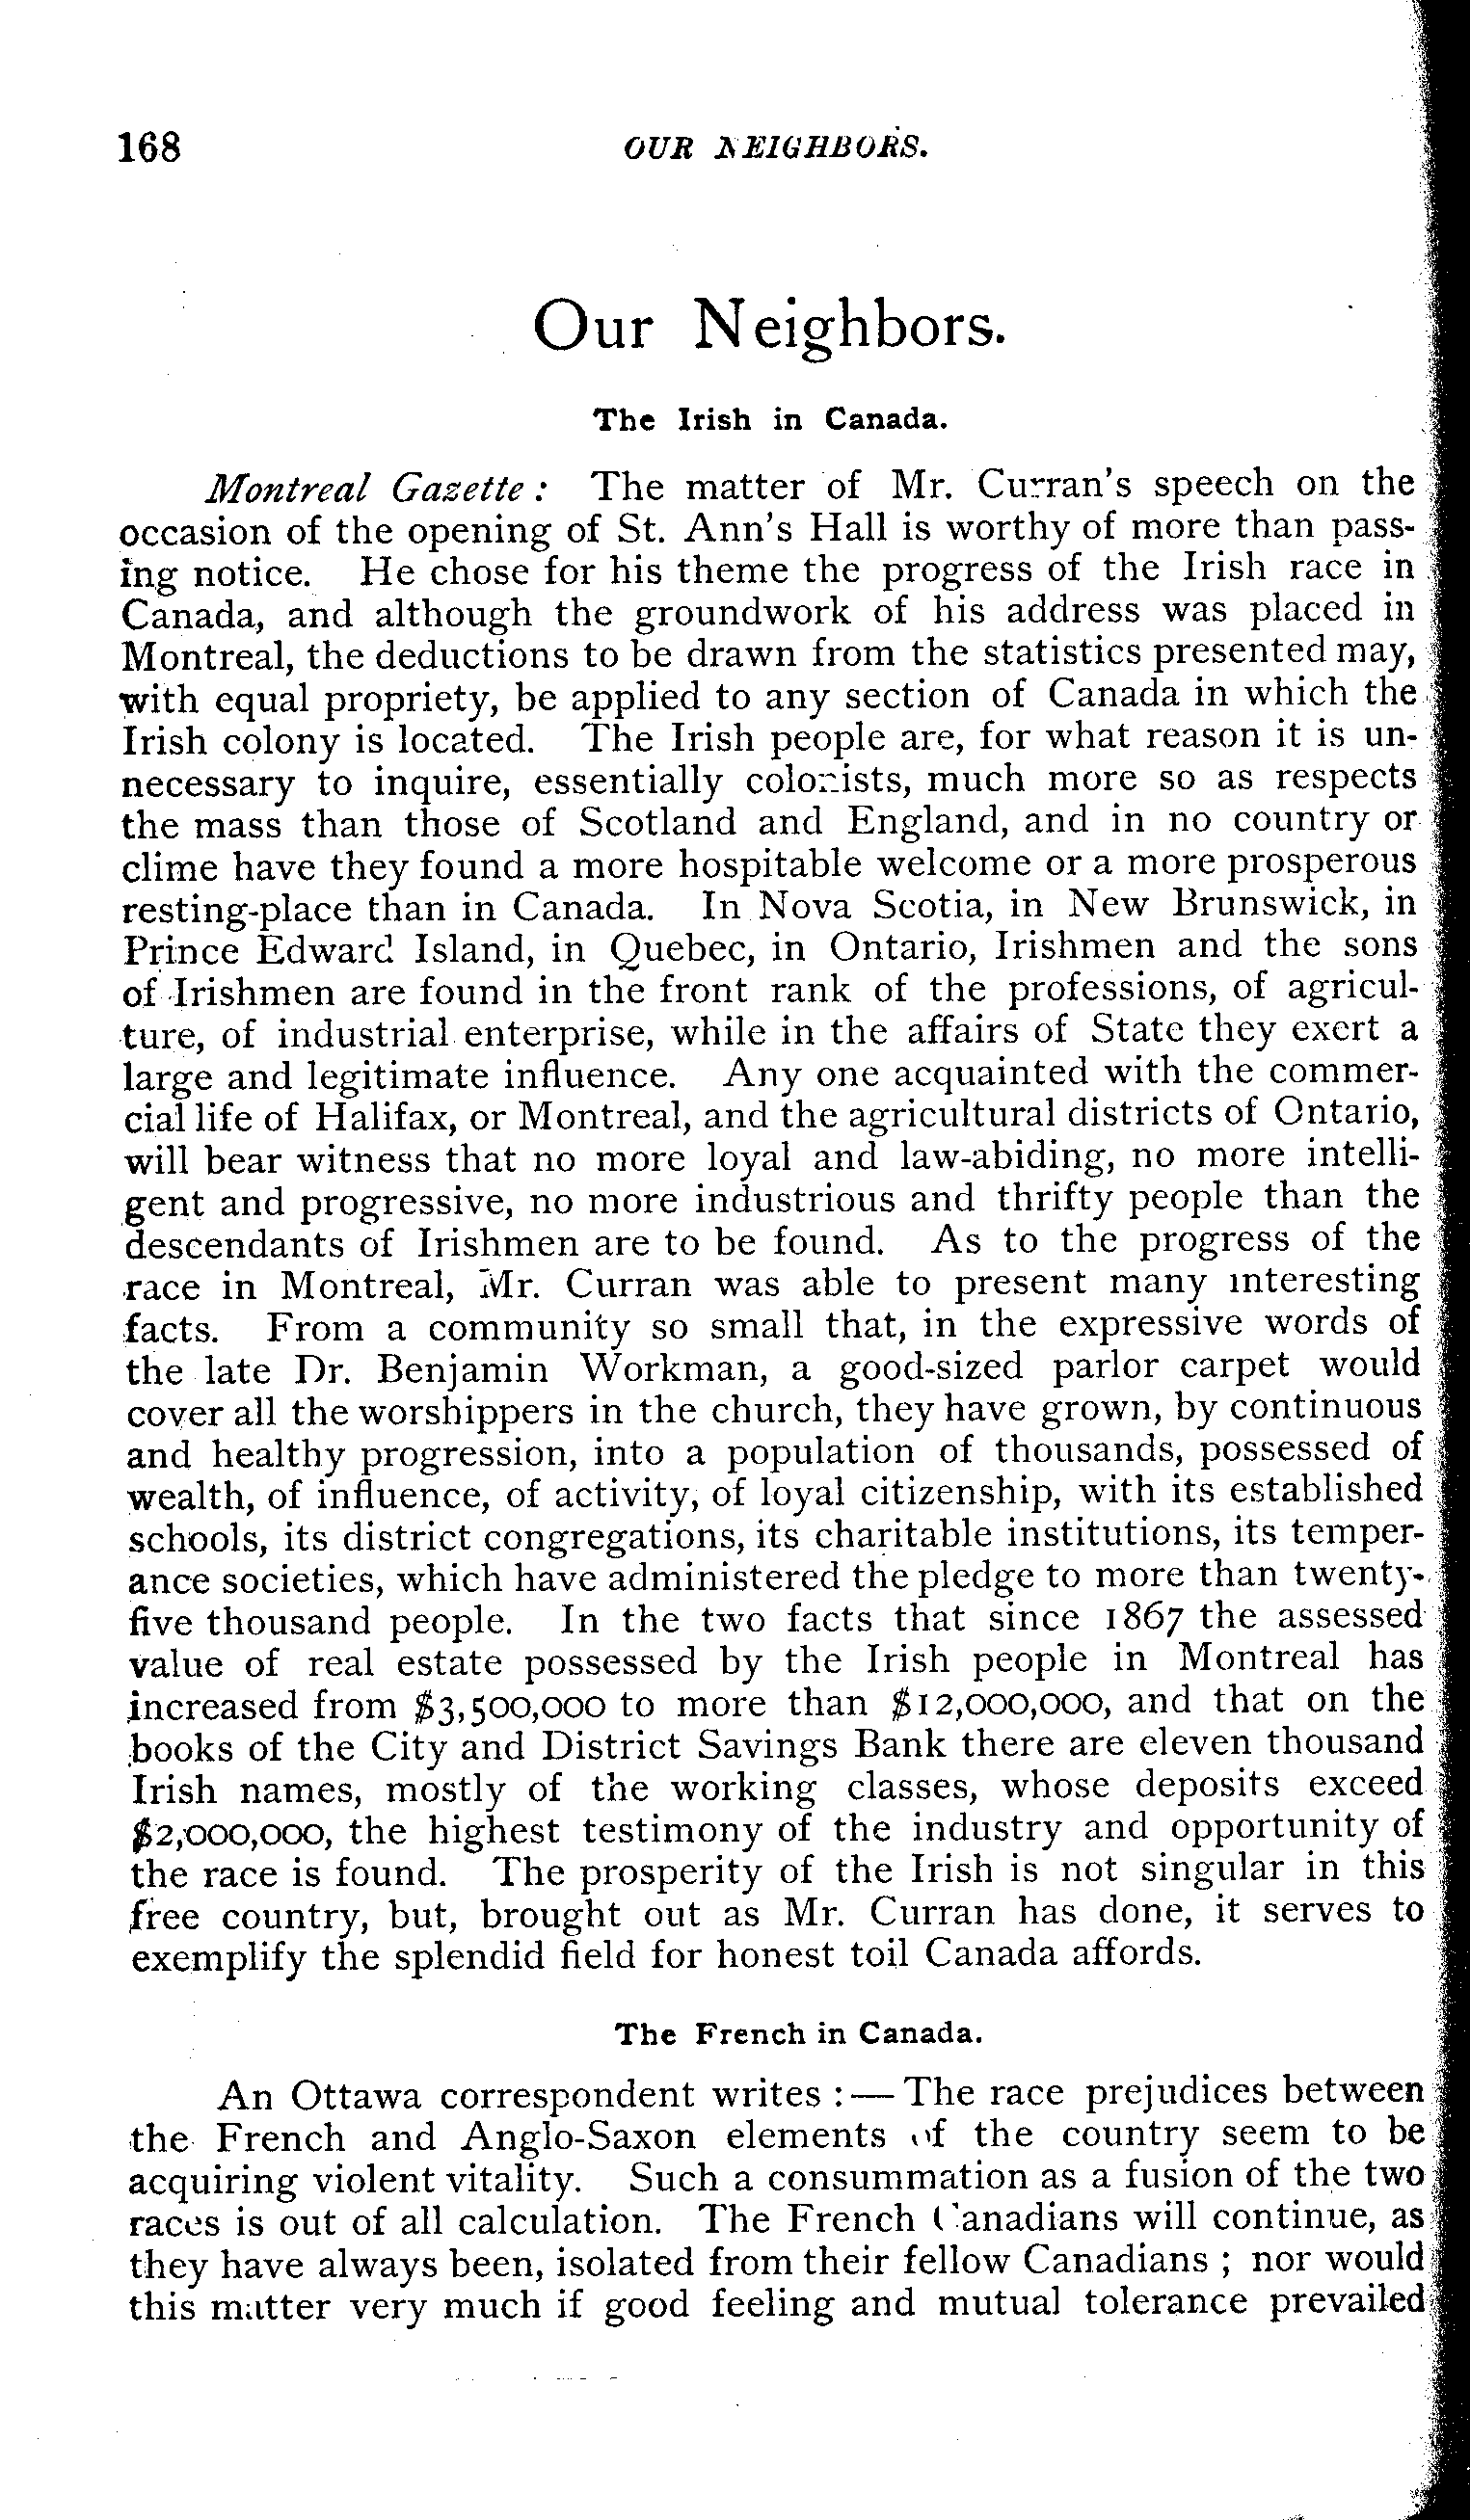 168
OUR NEIGHBORS.
Our Neighbors.
The Irish in Canada.
Montreal Gazette : The matter of Mr. Curran's speech on the
occasion of the opening of St. Ann's Hall is worthy of more than pass-
ing notice. He chose for his theme the progress of the Irish race in
Canada, and although the groundwork of his address was placed in
Montreal, the deductions to be drawn from the statistics presented may,
with equal propriety, be applied to any section of Canada in which the
Irish colony is located. The Irish people are, for what reason it is un-
necessary to inquire, essentially colonists, much more so as respects
the mass than those of Scotland and England, and in no country or
clime have they found a more hospitable welcome or a more prosperous
resting-place than in Canada. In Nova Scotia, in New Brunswick, in
Prince Edward Island, in Quebec, in Ontario, Irishmen and the sons
of Irishmen are found in the front rank of the professions, of agricul-
ture, of industrial enterprise, while in the affairs of State they exert a
large and legitimate influence. Any one acquainted with the commer-
cial life of Halifax, or Montreal, and the agricultural districts of Ontario,
will bear witness that no more loyal and law-abiding, no more intelli-
gent and progressive, no more industrious and thrifty people than the
descendants of Irishmen are to be found. As to the progress of the
race in Montreal, Mr. Curran was able to present many interesting
facts. From a community so small that, in the expressive words of
the late Dr. Benjamin Workman, a good-sized parlor carpet would
cover all the worshippers in the church, they have grown, by continuous
and healthy progression, into a population of thousands, possessed of
wealth, of influence, of activity, of loyal citizenship, with its established
schools, its district congregations, its charitable institutions, its temper-
ance societies, which have administered the pledge to more than twenty-
five thousand people. In the two facts that since 1867 the assessed
value of real estate possessed by the Irish people in Montreal has
increased from $3,500,000 to more than $12,000,000, and that on the
books of the City and District Savings Bank there are eleven thousand
Irish names, mostly of the working classes, whose deposits exceed
$2,000,000, the highest testimony of the industry and opportunity of
the race is found. The prosperity of the Irish is not singular in this
free country, but, brought out as Mr. Curran has done, it serves to
exemplify the splendid field for honest toil Canada affords.
The French in Canada.
An Ottawa correspondent writes :—The race prejudices between
the French and Anglo-Saxon elements of the country seem to be
acquiring violent vitality. Such a consummation as a fusion of the two
races is out of all calculation. The French Canadians will continue, as
they have always been, isolated from their fellow Canadians ; nor would
this matter very much if good feeling and mutual tolerance prevailed